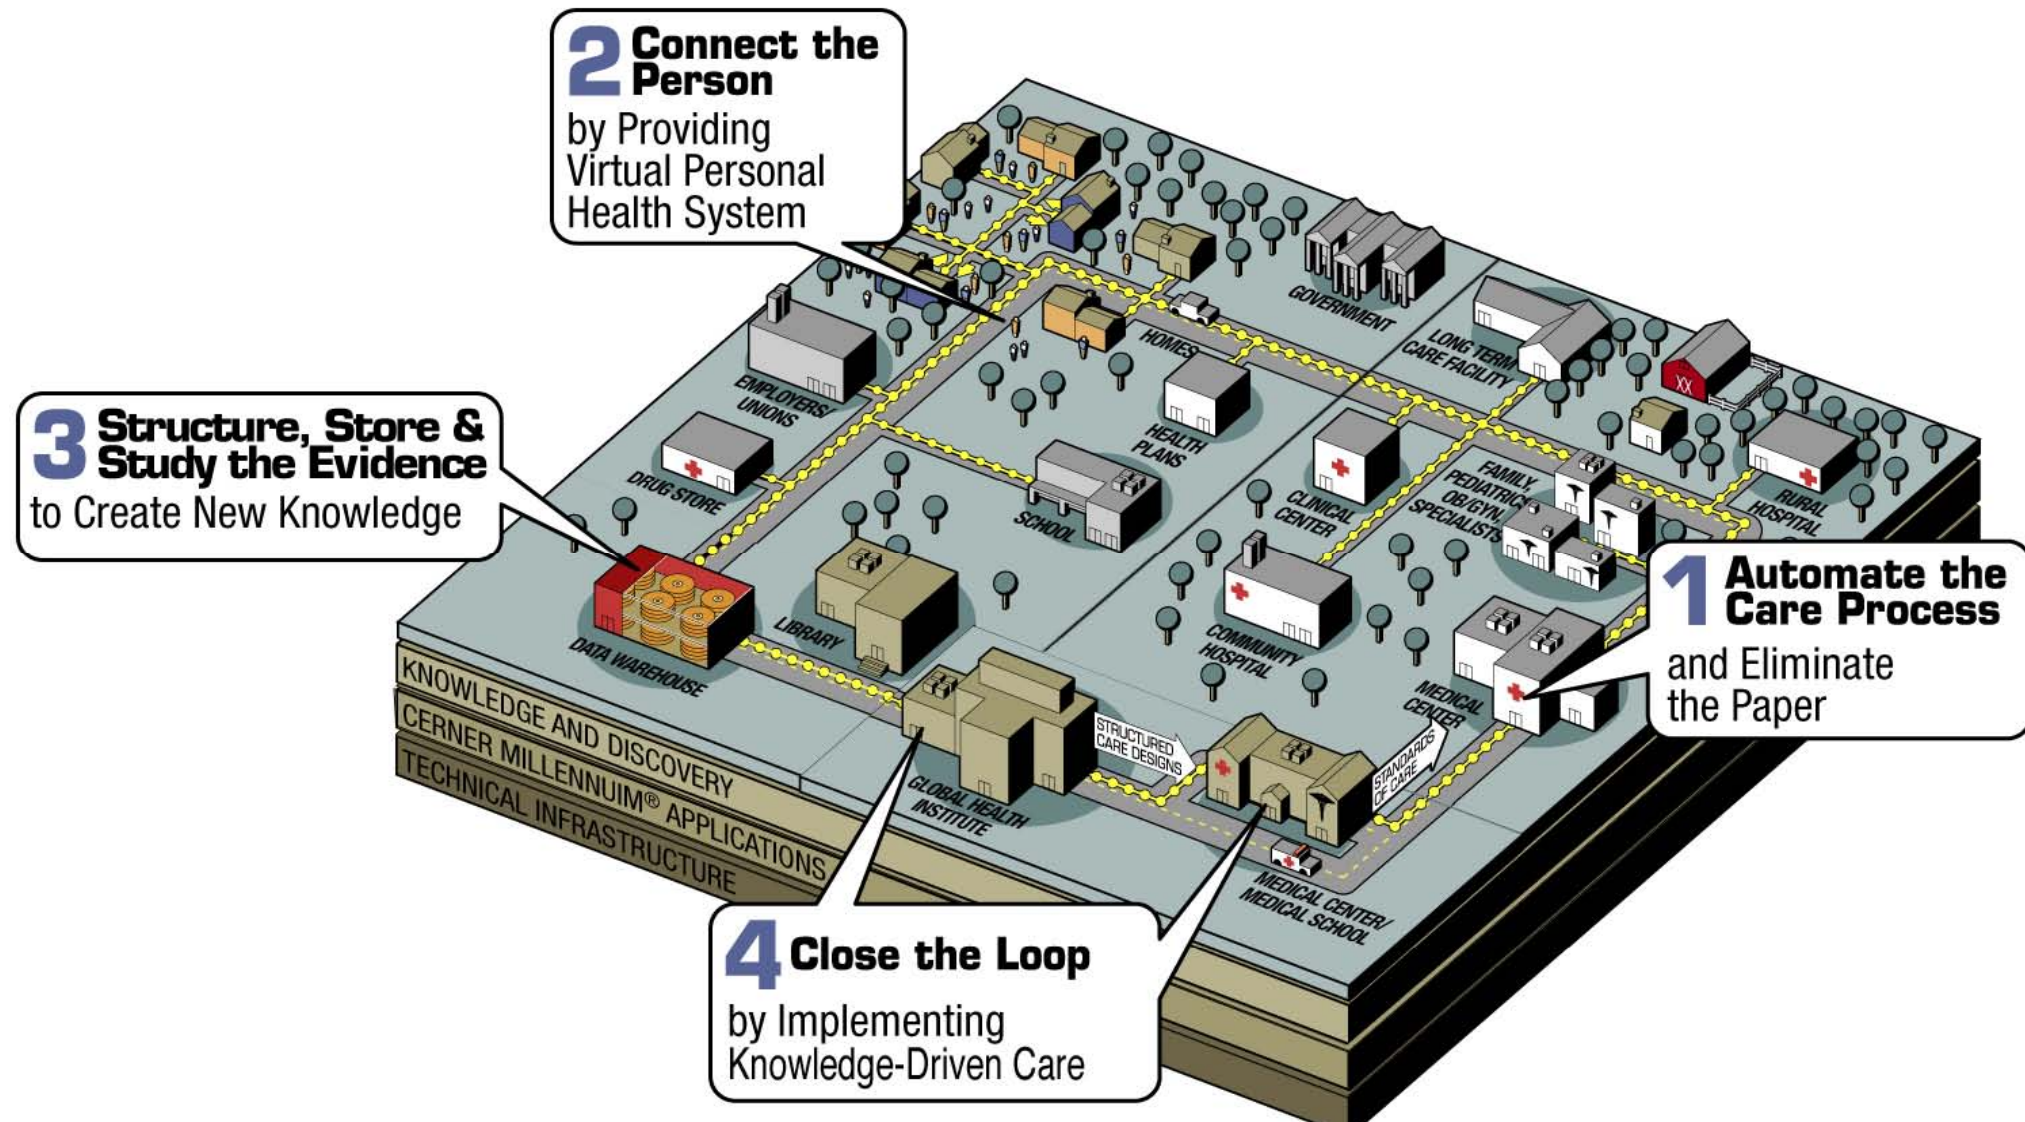 2 Connect the
Person
by Providing
Virtual Personal
Health System
GOVERNMENT
LONG TERM
CARE FACILITY
HOMES
EMPLOYERS/
UNIONS
HEALTH
PLANS
3 Structure, Store &
Study the Evidence
to Create New Knowledge
DRUG STORE
SCHOOL
CLINICAL
CENTER
FAMILY,
PEDIATRICS
OB/GYN,
SPECIALISTS
RURAL
HOSPITAL
1 Automate the
Care Process
and Eliminate
the Paper
DATA WAREHOUSE
LIBRARY
COMMUNITY
HOSPITAL
MEDICAL
CENTER
KNOWLEDGE AND DISCOVERY
CERNER MILLENNUIM® APPLICATIONS
TECHNICAL INFRASTRUCTURE
GLOBAL HEALTH
INSTITUTE
STRUCTURED
CARE DESIGNS
STANDARDS
OF CARE
MEDICAL CENTER/
MEDICAL SCHOOL
4 Close the Loop
by Implementing
Knowledge-Driven Care